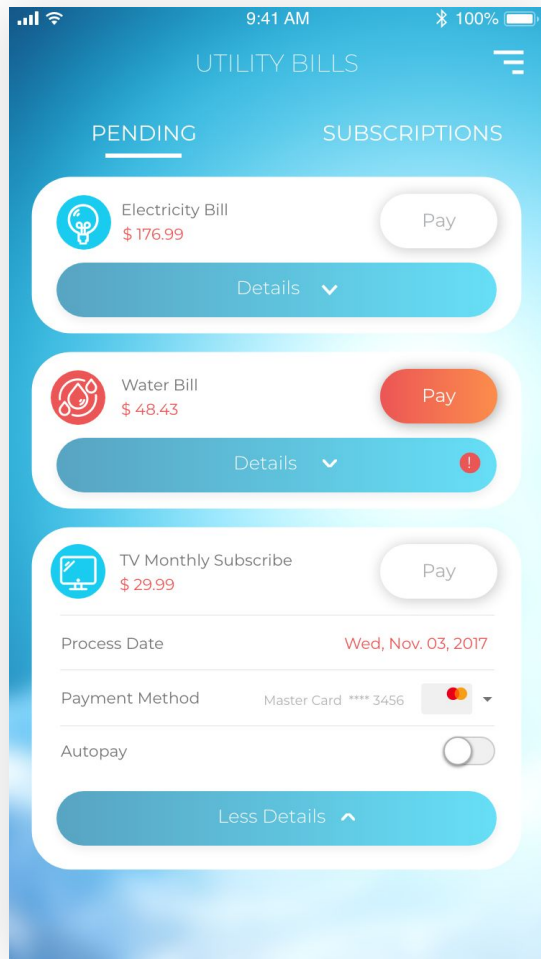 9:41 AM 100%
UTILITY BILLS
PENDING SUBSCRIPTIONS
Electricity Bill
$ 176.99
Pay
Details
Water Bill
$ 48.43
Pay
Details
!
TV Monthly Subscribe
$ 29.99
Pay
Process Date Wed, Nov. 03, 2017
Payment Method Master Card **** 3456
Autopay
Less Details